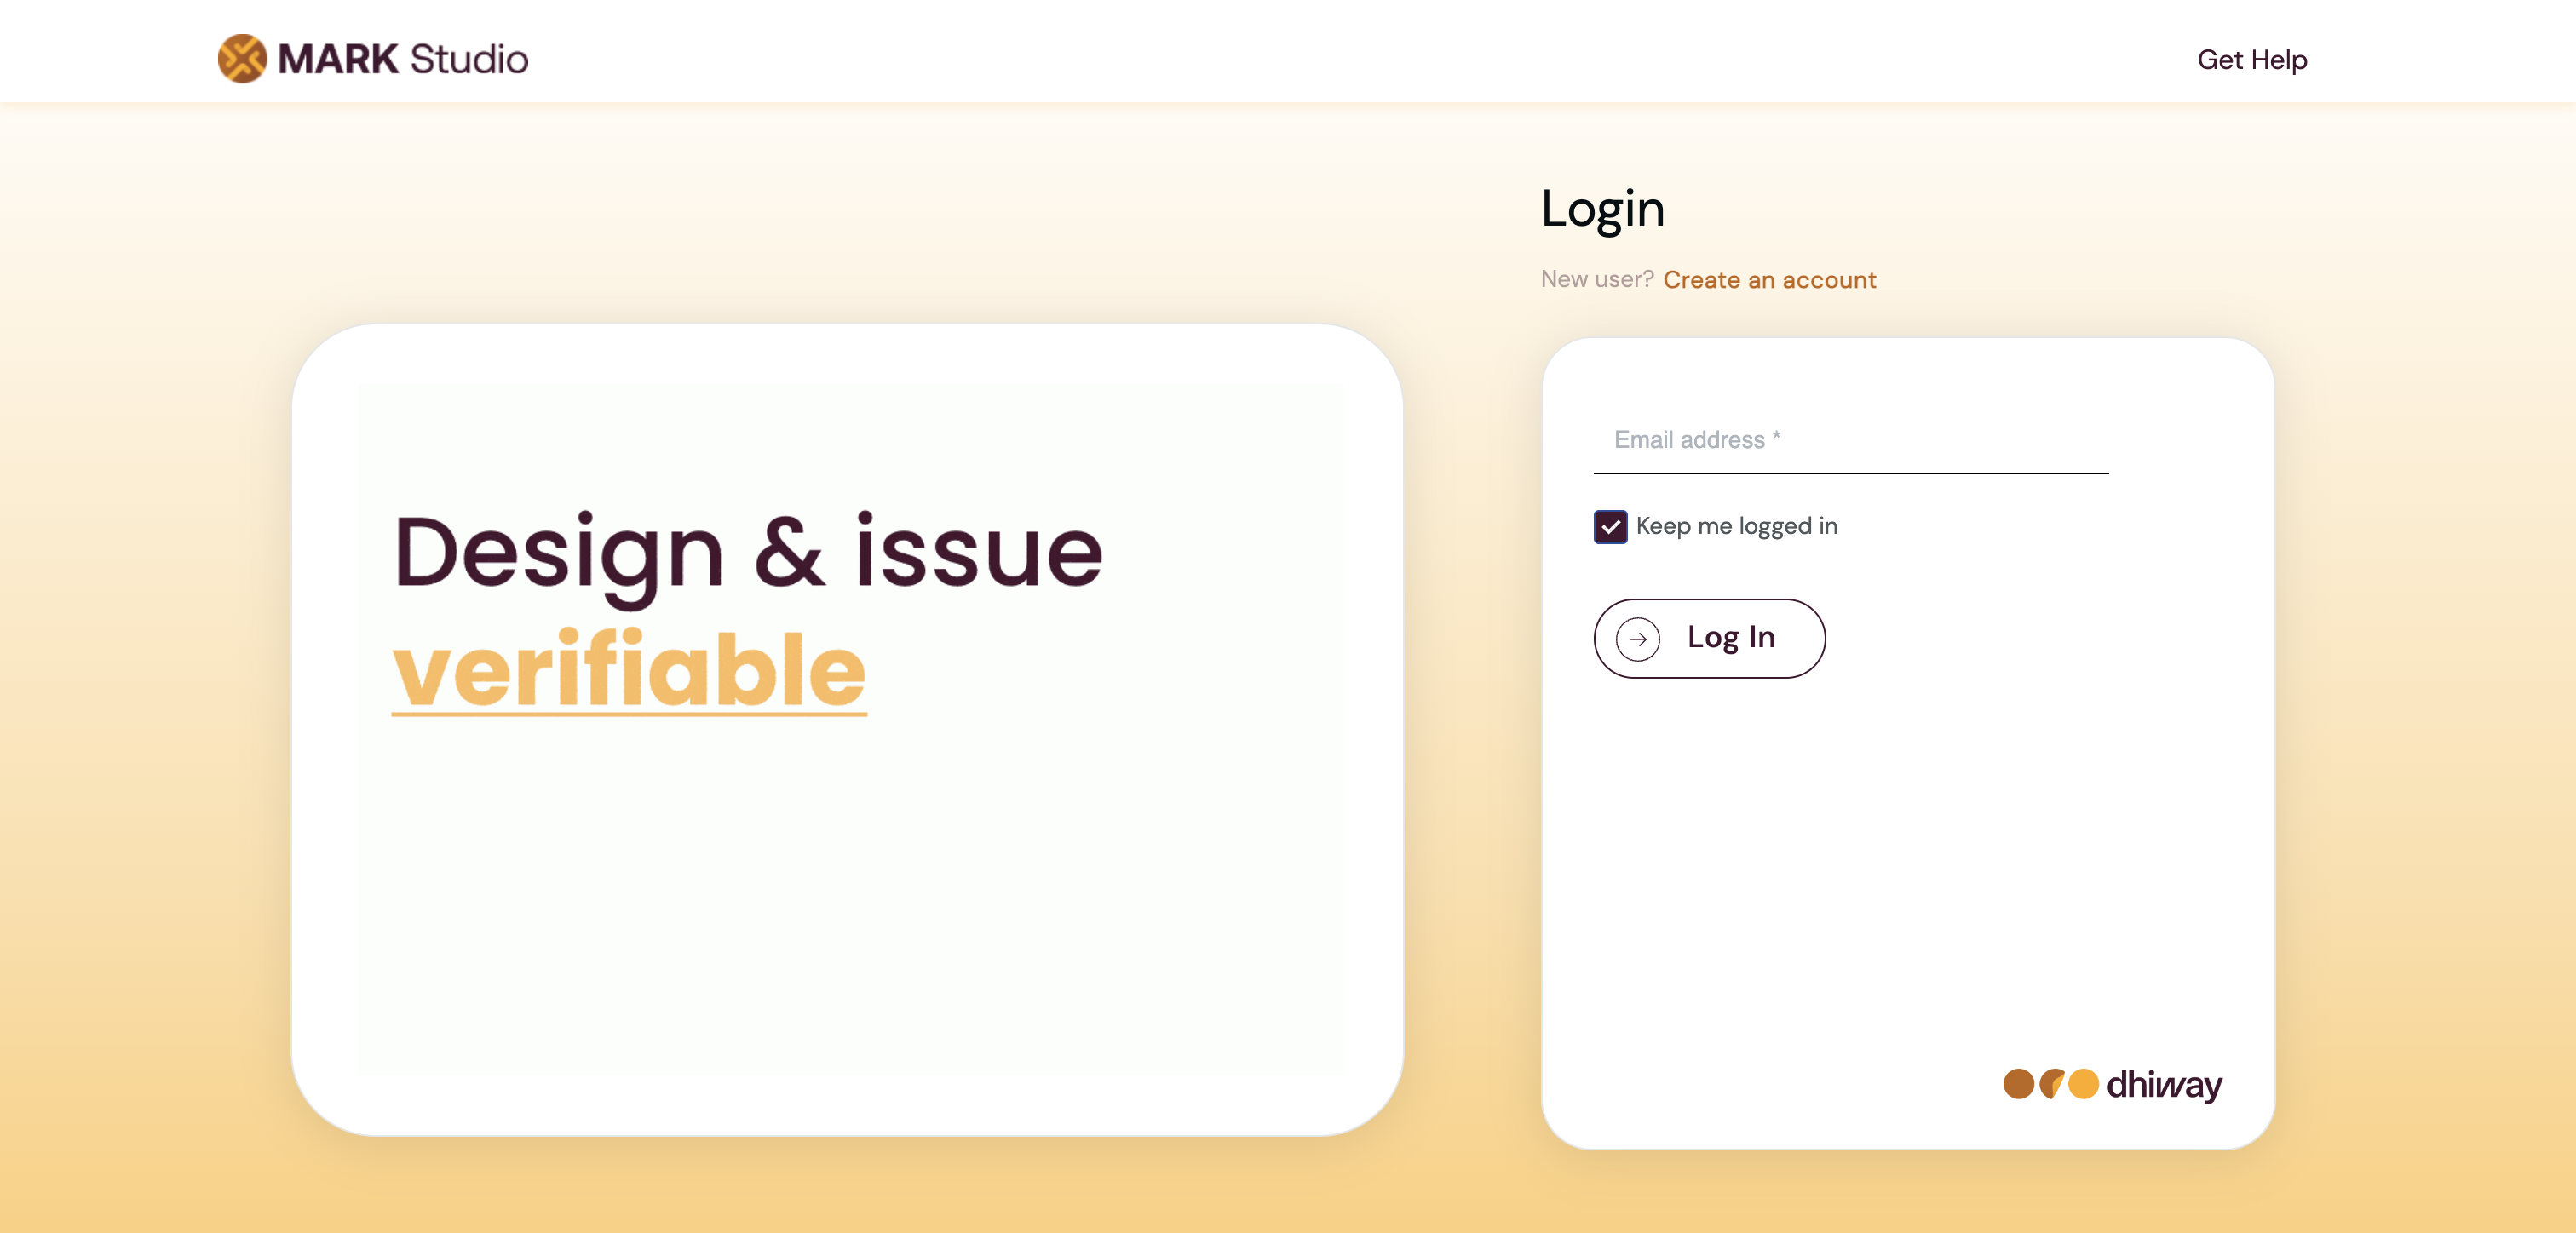 MARK Studio
Get Help
Login
New user? Create an account
Design & issue
verifiable
Email address *
Keep me logged in
Log In
dhiway